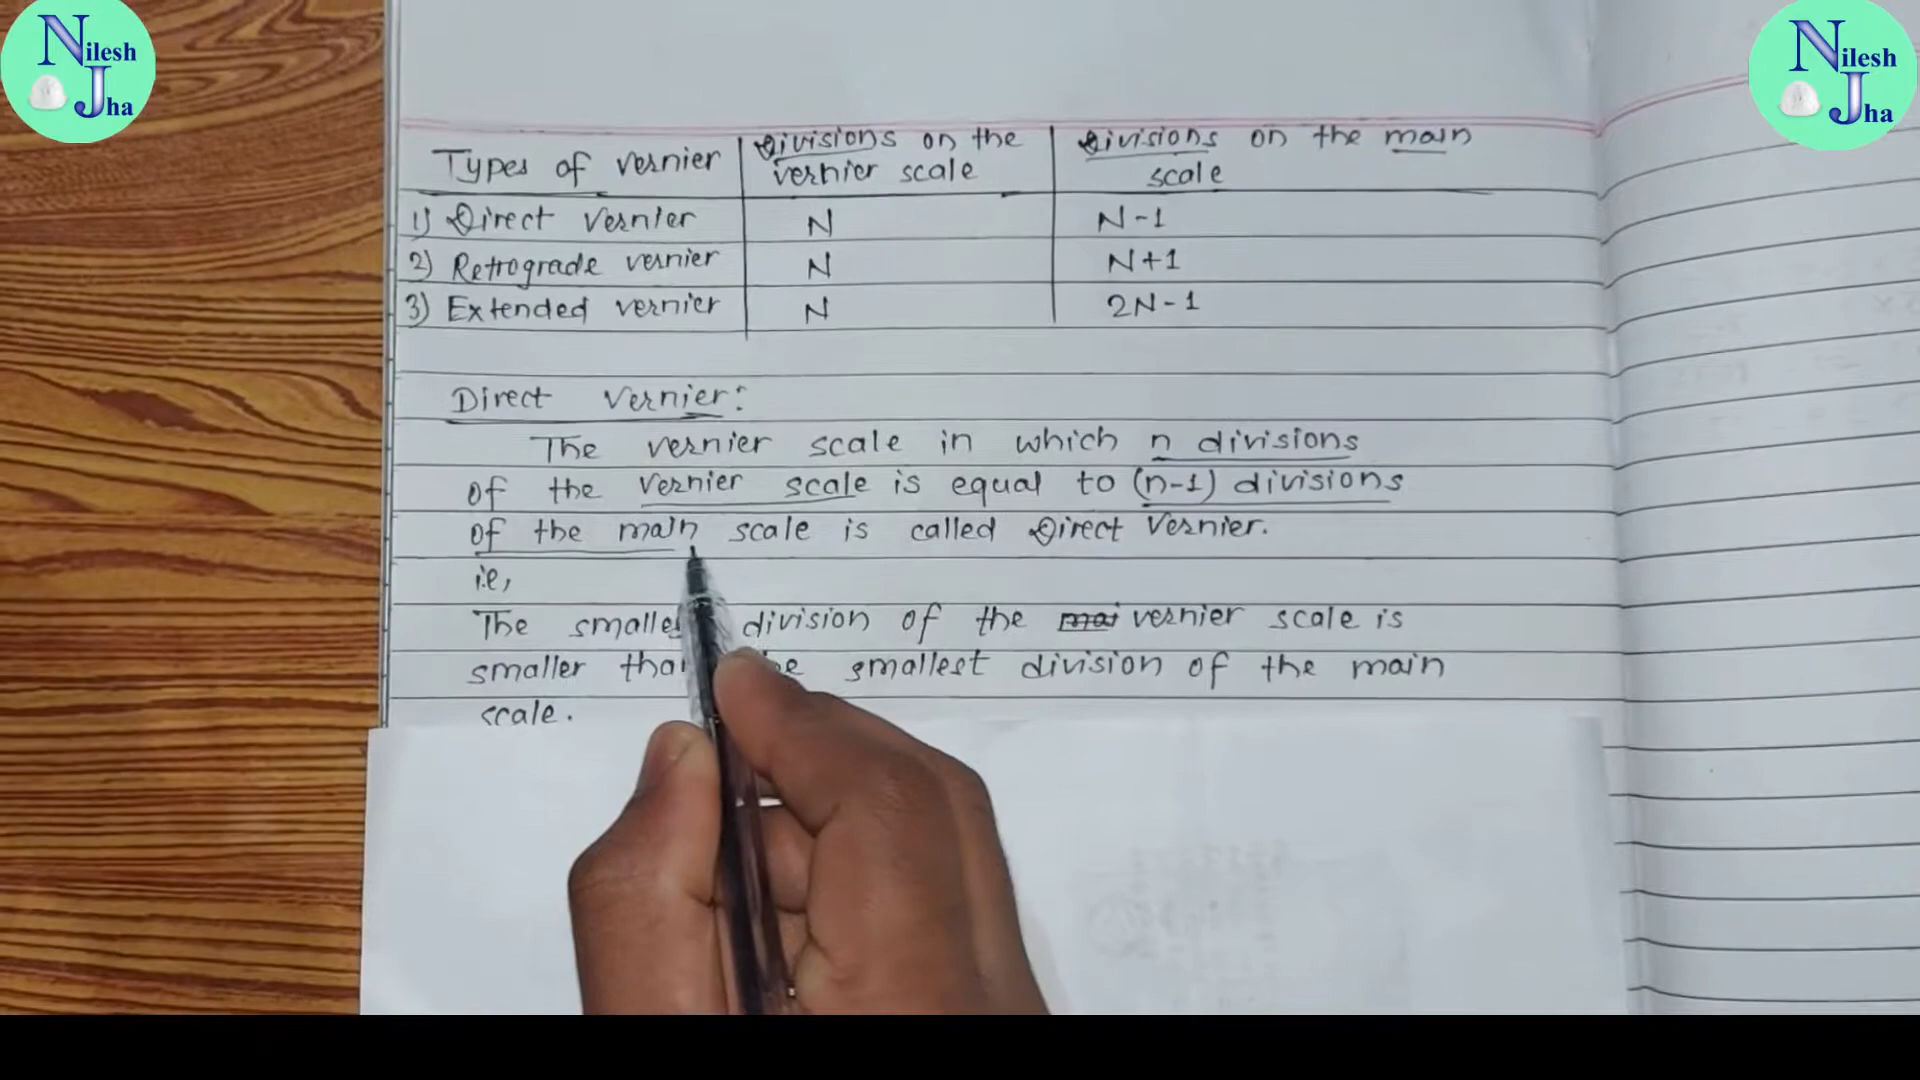 Nilesh Jha
Nilesh Jha
Types of vernier | Divisions on the vernier scale | Divisions on the main scale
1) Direct Vernier | N | N-1
2) Retrograde vernier | N | N+1
3) Extended vernier | N | 2N-1
Direct Vernier:
The vernier scale in which n divisions
of the vernier scale is equal to (n-1) divisions
of the main scale is called Direct Vernier.
i.e,
The division of the vernier scale is
smaller smallest division of the main
scale.